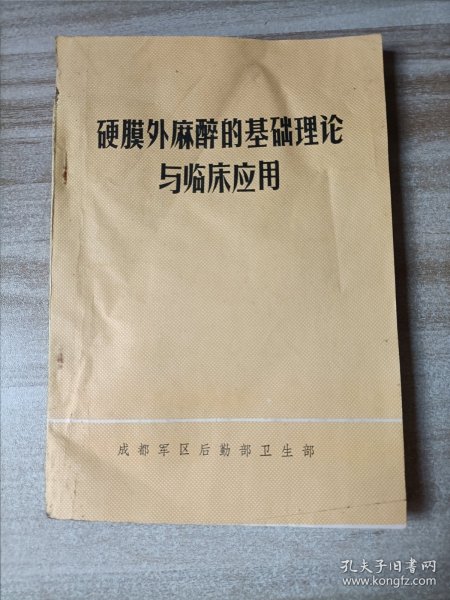 硬膜外麻醉的基础理论
与临床应用
成都军区后勤部卫生部
孔夫子旧书网
www.kongfz.com